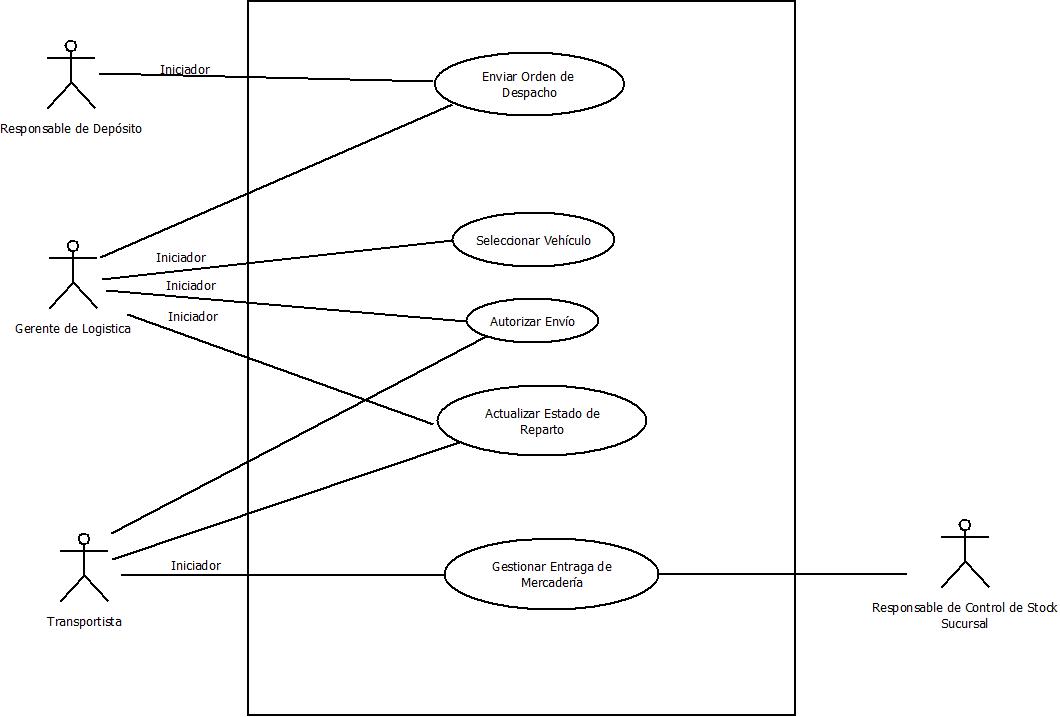 Iniciador
Enviar Orden de
Despacho
Responsable de Depósito
Seleccionar Vehículo
Iniciador
Iniciador
Iniciador
Gerente de Logistica
Autorizar Envío
Actualizar Estado de
Reparto
Iniciador
Gestionar Entraga de
Mercadería
Transportista
Responsable de Control de Stock
Sucursal